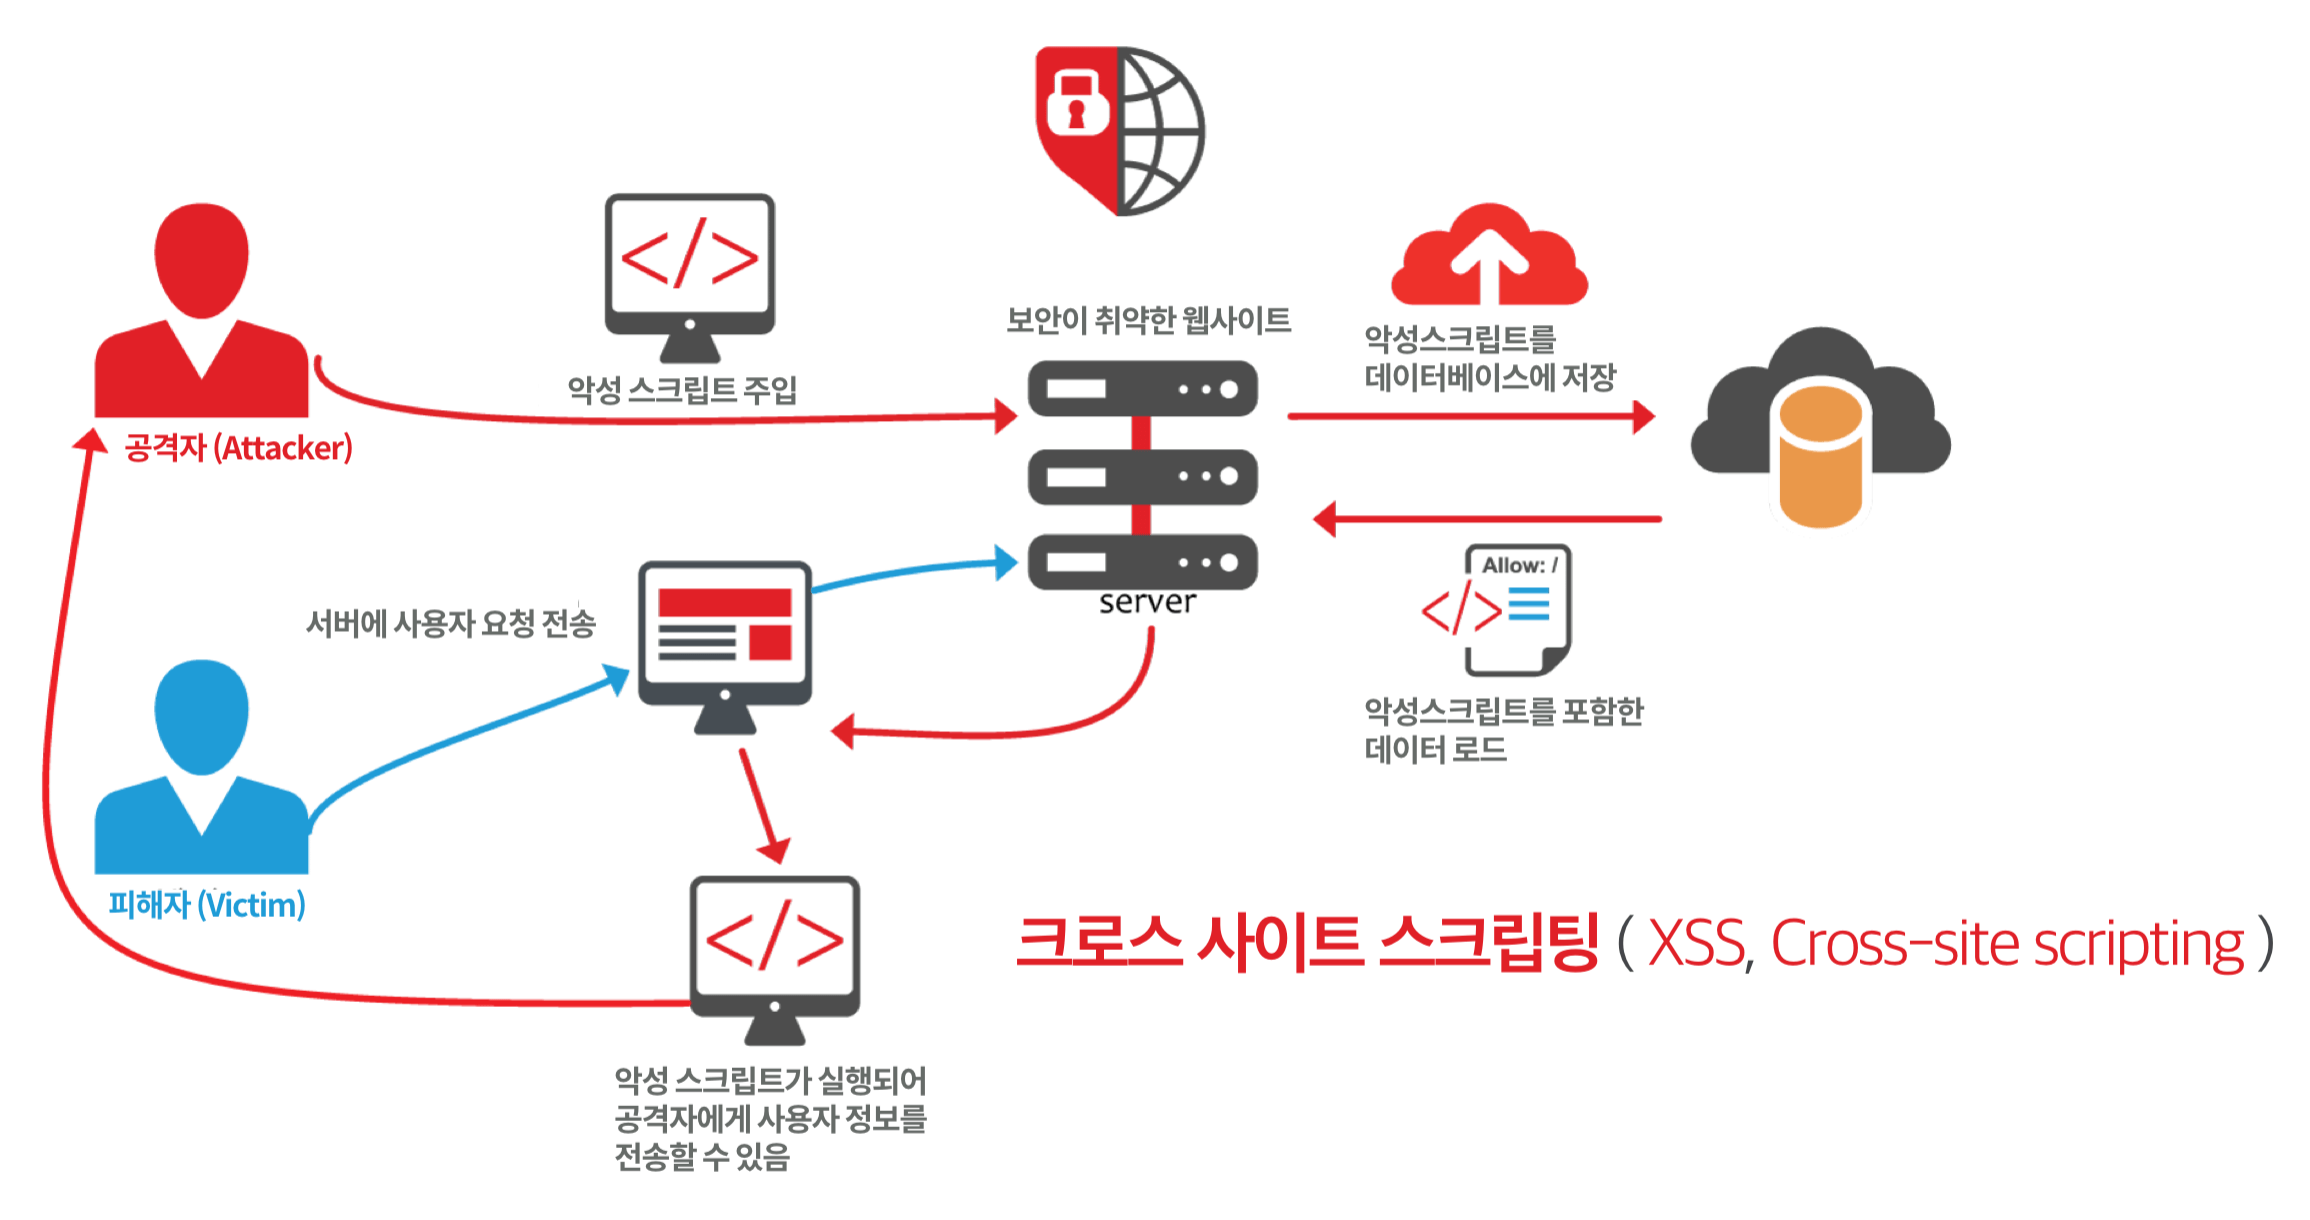 보안이 취약한 웹사이트
악성 스크립트 주입
악성스크립트를
데이터베이스에 저장
공격자 (Attacker)
Allow: /
server
서버에 사용자 요청 전송
악성스크립트를 포함한
데이터 로드
피해자 (Victim)
크로스 사이트 스크립팅 ( XSS, Cross-site scripting )
악성 스크립트가 실행되어
공격자에게 사용자 정보를
전송할 수 있음